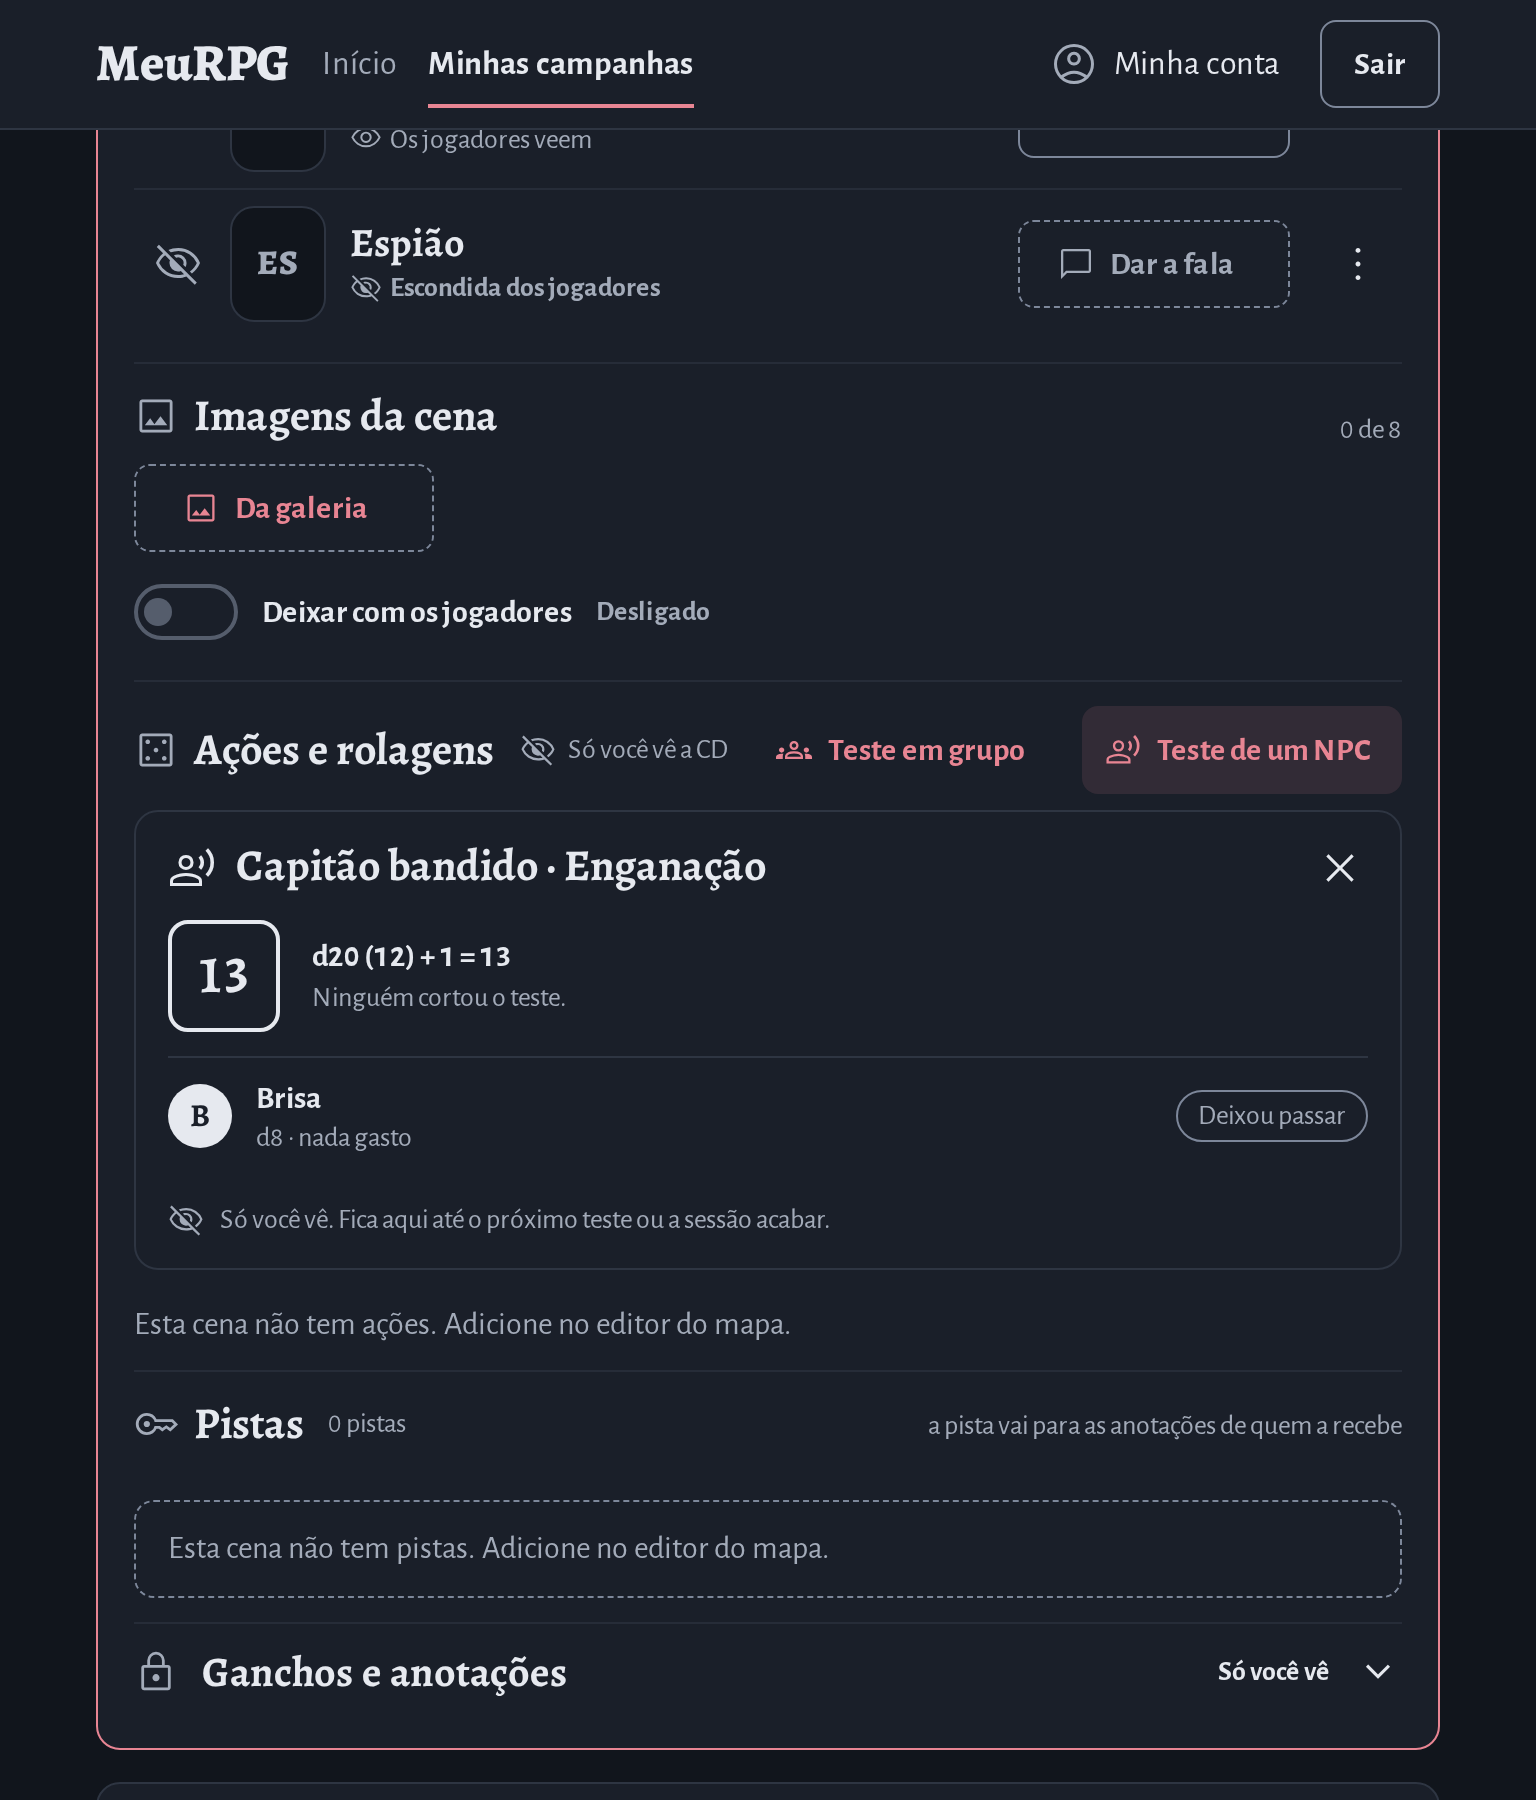 MeuRPG
Início
Minhas campanhas
Minha conta
Sair
Os jogadores veem
ES
Espião
Escondida dos jogadores
Dar a fala
Imagens da cena
0 de 8
Da galeria
Deixar com os jogadores
Desligado
Ações e rolagens
Só você vê a CD
Teste em grupo
Teste de um NPC
Capitão bandido · Enganação
13
d20 (12) + 1 = 13
Ninguém cortou o teste.
B
Brisa
d8 · nada gasto
Deixou passar
Só você vê. Fica aqui até o próximo teste ou a sessão acabar.
Esta cena não tem ações. Adicione no editor do mapa.
Pistas
0 pistas
a pista vai para as anotações de quem a recebe
Esta cena não tem pistas. Adicione no editor do mapa.
Ganchos e anotações
Só você vê